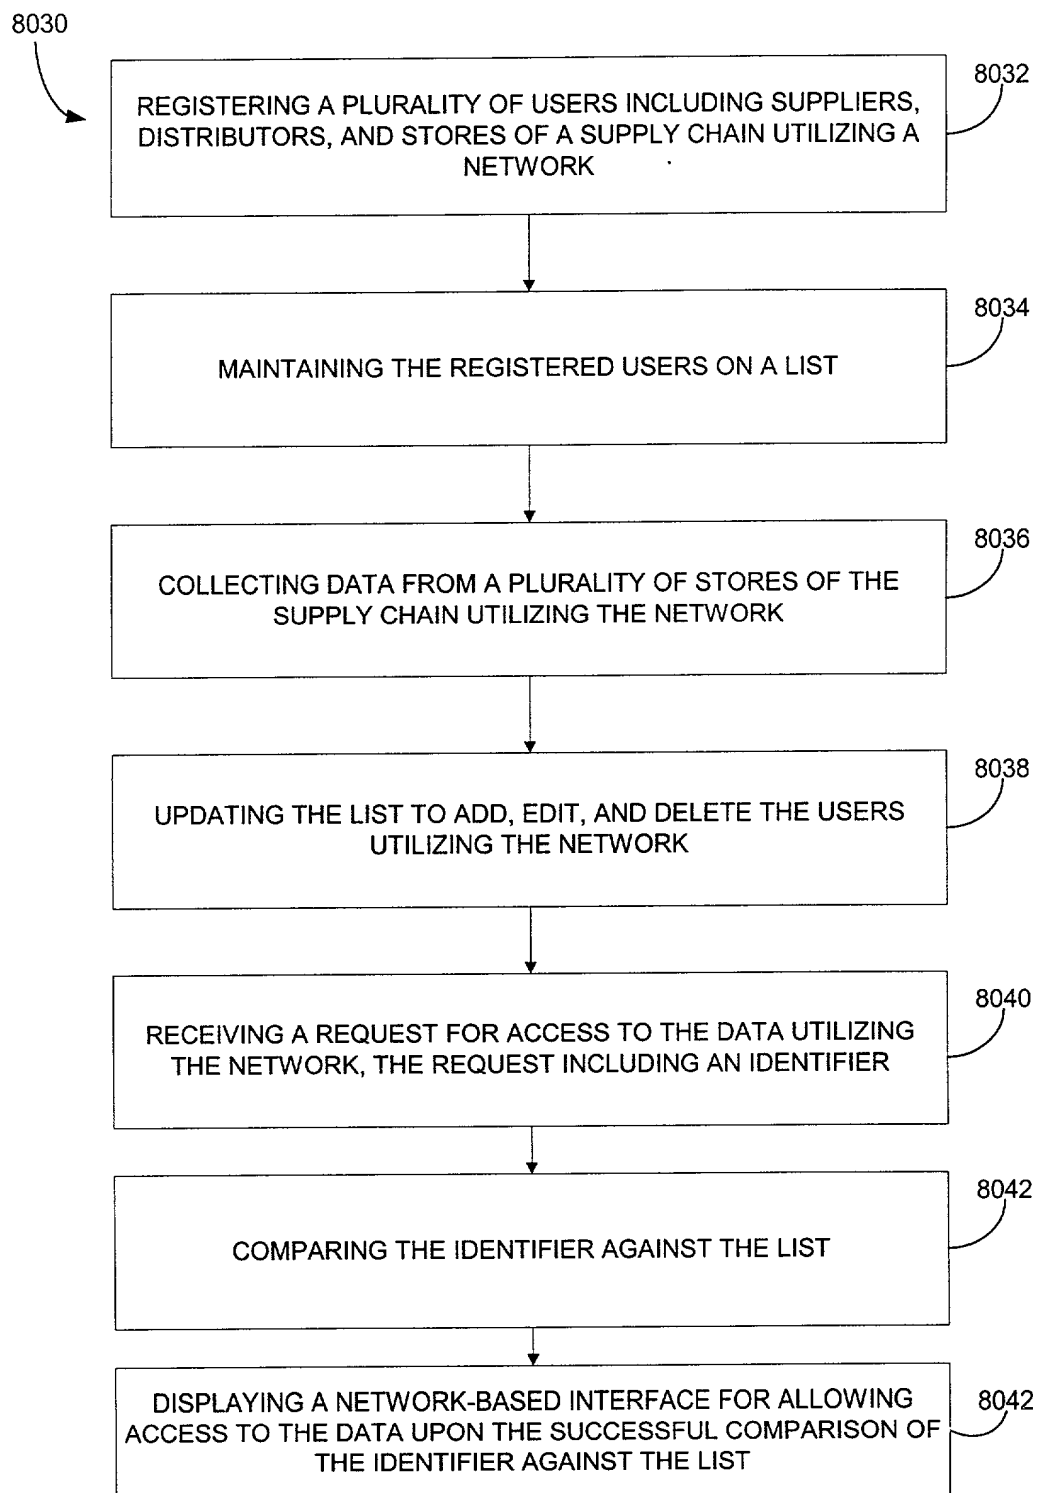 8030
8032
REGISTERING A PLURALITY OF USERS INCLUDING SUPPLIERS,
DISTRIBUTORS, AND STORES OF A SUPPLY CHAIN UTILIZING A
NETWORK
8034
MAINTAINING THE REGISTERED USERS ON A LIST
8036
COLLECTING DATA FROM A PLURALITY OF STORES OF THE
SUPPLY CHAIN UTILIZING THE NETWORK
8038
UPDATING THE LIST TO ADD, EDIT, AND DELETE THE USERS
UTILIZING THE NETWORK
8040
RECEIVING A REQUEST FOR ACCESS TO THE DATA UTILIZING
THE NETWORK, THE REQUEST INCLUDING AN IDENTIFIER
8042
COMPARING THE IDENTIFIER AGAINST THE LIST
8042
DISPLAYING A NETWORK-BASED INTERFACE FOR ALLOWING
ACCESS TO THE DATA UPON THE SUCCESSFUL COMPARISON OF
THE IDENTIFIER AGAINST THE LIST